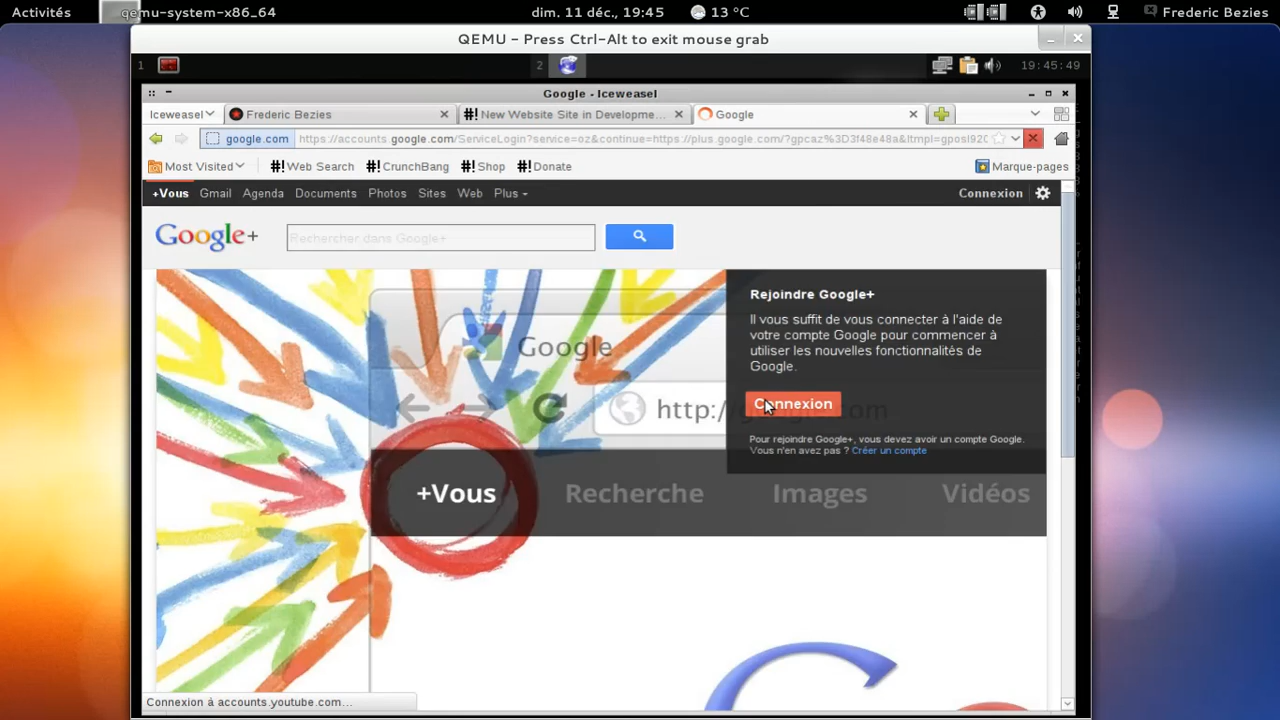 Activités
qemu-system-x86_64
dim. 11 déc., 19:45
13 °C
Frederic Bezies
QEMU - Press Ctrl-Alt to exit mouse grab
1
2
19:45:49
Google - Iceweasel
Iceweasel
Frederic Bezies
#! New Website Site in Developme...
Google
google.com
https://accounts.google.com/ServiceLogin?service=oz&continue=https://plus.google.com/?gpcaz%3D3f48e48a&ltmpl=gposl920
Most Visited
#! Web Search
#! CrunchBang
#! Shop
#! Donate
Marque-pages
+Vous Gmail Agenda Documents Photos Sites Web Plus
Connexion
Google+
Rechercher dans Google+
Rejoindre Google+
Il vous suffit de vous connecter à l'aide de
votre compte Google pour commencer à
utiliser les nouvelles fonctionnalités de
Google.
Connexion
Pour rejoindre Google+, vous devez avoir un compte Google.
Vous n'en avez pas ? Créer un compte
Google
http://google.com
+Vous Recherche Images Vidéos
Connexion à accounts.youtube.com...